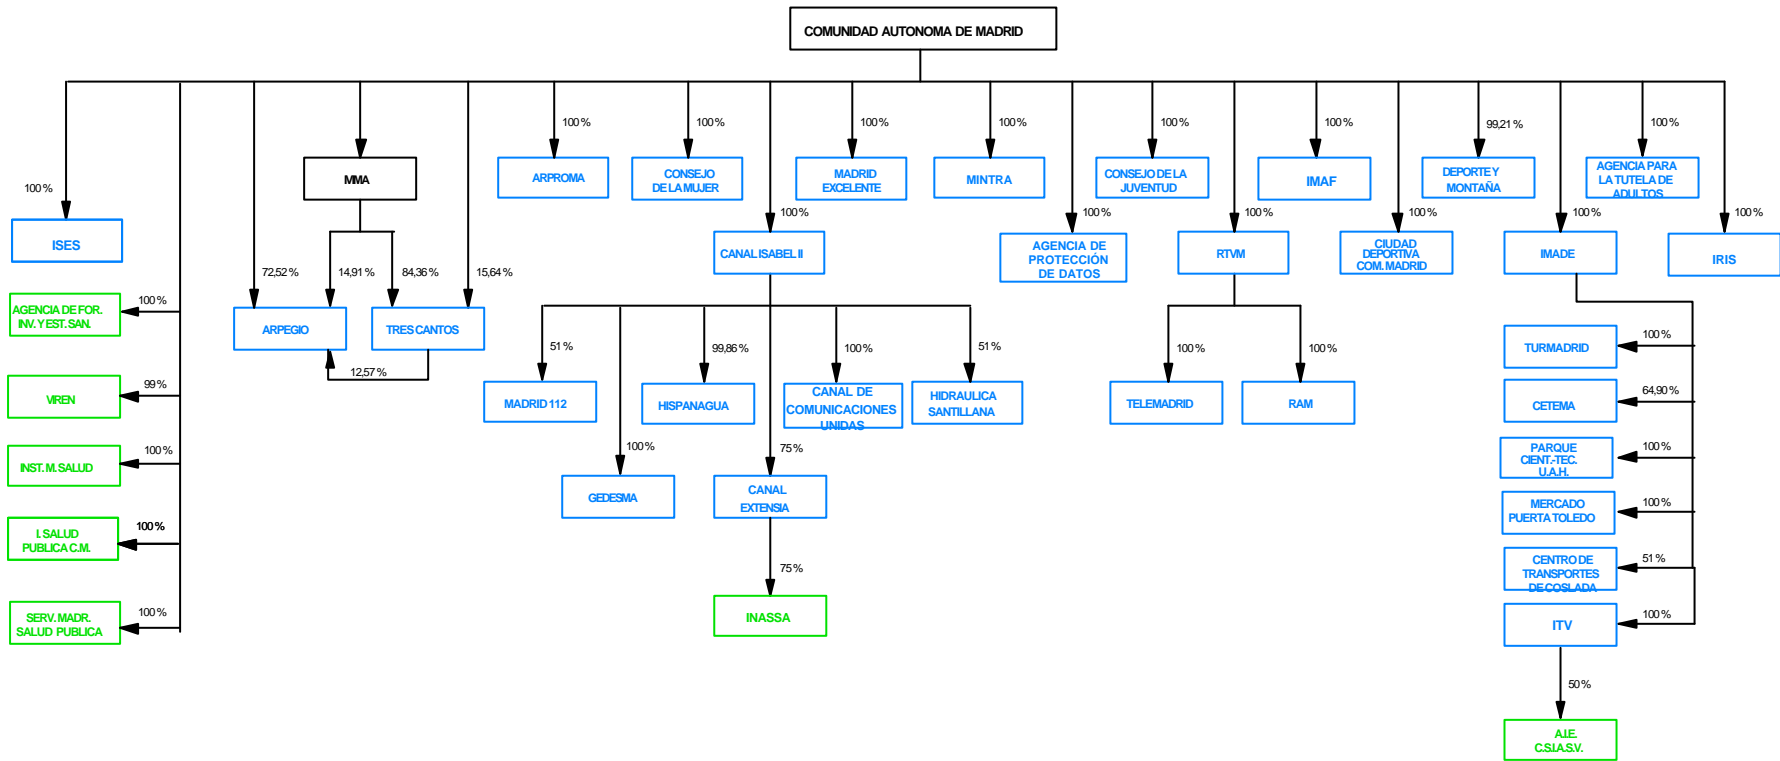 COMUNIDAD AUTONOMA DE MADRID
100%
100%
100%
100%
100%
100%
99,21%
100%
MMA
ARPROMA
CONSEJO
DE LA MUJER
MADRID
EXCELENTE
MINTRA
CONSEJO DE LA
JUVENTUD
IMAF
DEPORTE Y
MONTAÑA
AGENCIA PARA
LA TUTELA DE
ADULTOS
100%
100%
100%
100%
100%
100%
100%
ISES
CANAL ISABEL II
AGENCIA DE
PROTECCIÓN
DE DATOS
RTVM
CIUDAD
DEPORTIVA
COM. MADRID
IMADE
IRIS
72,52%
14,91%
84,36%
15,64%
AGENCIA DE FOR.
INV. Y EST. SAN.
100%
ARPEGIO
TRES CANTOS
12,57%
51%
99,86%
100%
51%
100%
100%
TURMADRID
100%
VIREN
99%
MADRID 112
HISPANAGUA
CANAL DE
COMUNICACIONES
UNIDAS
HIDRAULICA
SANTILLANA
TELEMADRID
RAM
CETEMA
64,90%
INST. M. SALUD
100%
100%
75%
PARQUE
CIENT.-TEC.
U.A.H.
100%
GEDESMA
CANAL
EXTENSIA
MERCADO
PUERTA TOLEDO
100%
I. SALUD
PUBLICA C.M.
100%
75%
CENTRO DE
TRANSPORTES
DE COSLADA
51%
SERV. MADR.
SALUD PUBLICA
100%
INASSA
ITV
100%
50%
A.I.E.
C.S.I.A.S.V.